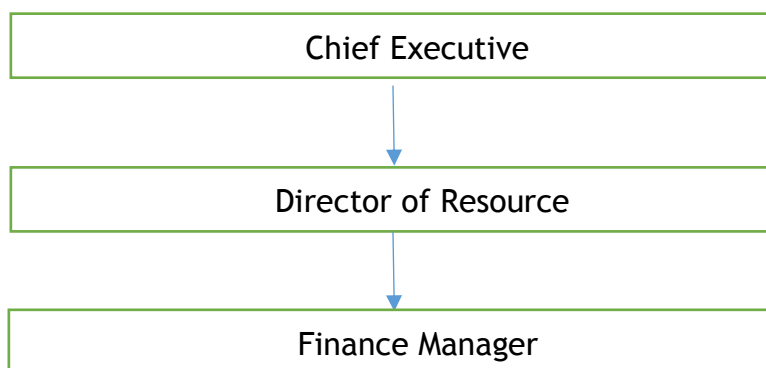 Chief Executive
Director of Resource
Finance Manager